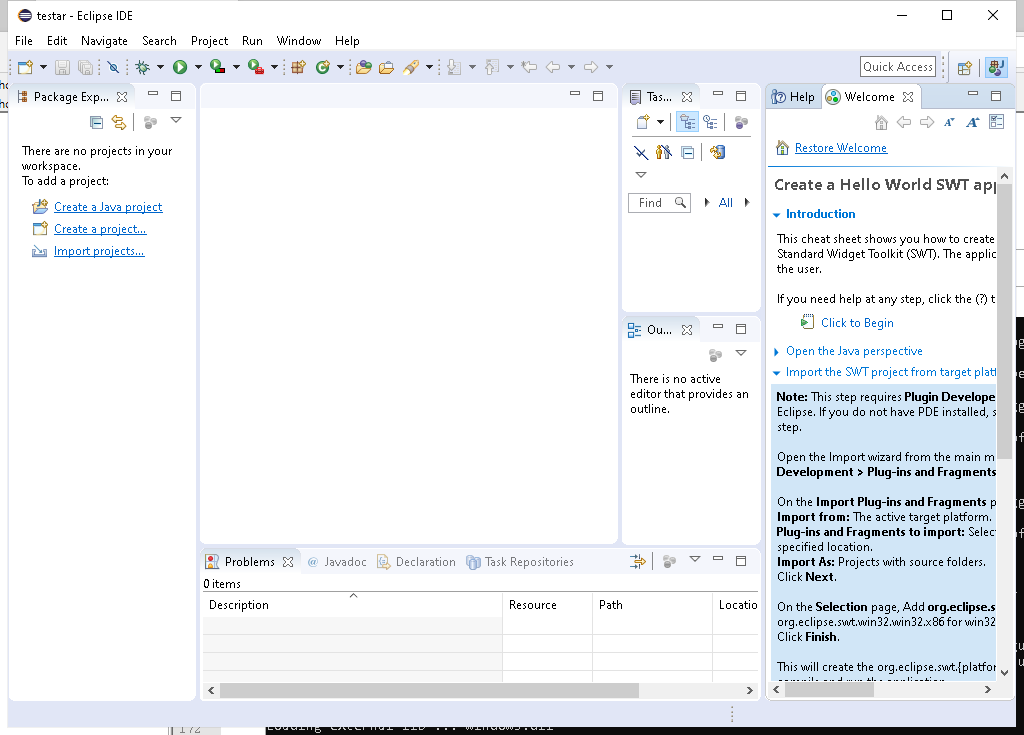 testar - Eclipse IDE
File Edit Navigate Search Project Run Window Help
Quick Access
Package Exp...
There are no projects in your
workspace.
To add a project:
Create a Java project
Create a project...
Import projects...
Tas...
Find
All
Ou...
There is no active
editor that provides an
outline.
Problems
@ Javadoc
Declaration
Task Repositories
0 items
Description Resource Path Locatio
Help
Welcome
Restore Welcome
Create a Hello World SWT app
Introduction
This cheat sheet shows you how to create
Standard Widget Toolkit (SWT). The applic
the user.
If you need help at any step, click the (?) t
Click to Begin
Open the Java perspective
Import the SWT project from target platf
Note: This step requires Plugin Develope
Eclipse. If you do not have PDE installed, s
step.
Open the Import wizard from the main m
Development > Plug-ins and Fragments
On the Import Plug-ins and Fragments p
Import from: The active target platform.
Plug-ins and Fragments to import: Selec
specified location.
Import As: Projects with source folders.
Click Next.
On the Selection page, Add org.eclipse.s
org.eclipse.swt.win32.win32.x86 for win32
Click Finish.
This will create the org.eclipse.swt.{platfor
compile and run the application.
172
Loading external lib ... windows.dll